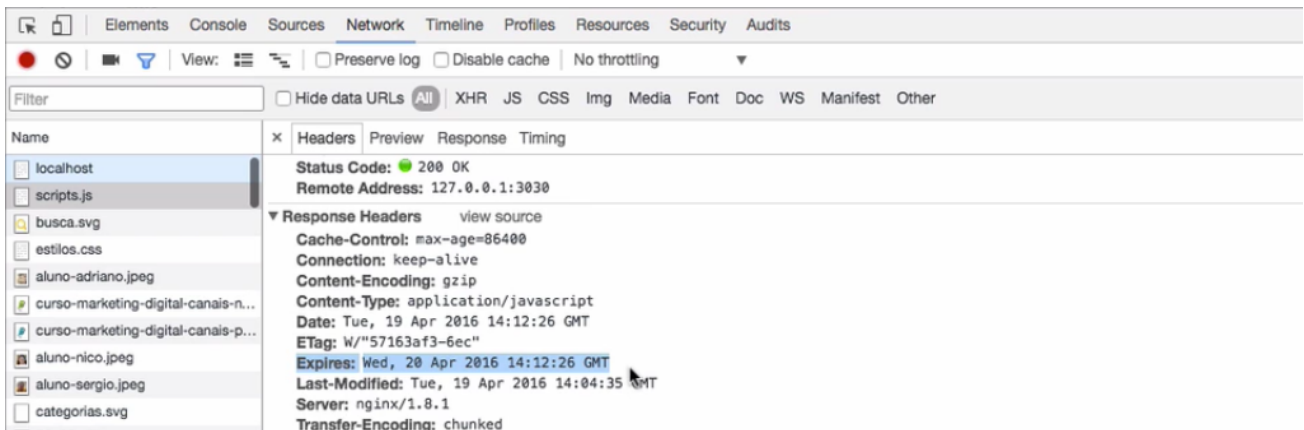 Elements Console Sources Network Timeline Profiles Resources Security Audits
View: Preserve log Disable cache No throttling
Filter Hide data URLs All XHR JS CSS Img Media Font Doc WS Manifest Other
Name
localhost
scripts.js
busca.svg
estilos.css
aluno-adriano.jpeg
curso-marketing-digital-canais-n...
curso-marketing-digital-canais-p...
aluno-nico.jpeg
aluno-sergio.jpeg
categorias.svg
× Headers Preview Response Timing
Status Code: 200 OK
Remote Address: 127.0.0.1:3030
Response Headers view source
Cache-Control: max-age=86400
Connection: keep-alive
Content-Encoding: gzip
Content-Type: application/javascript
Date: Tue, 19 Apr 2016 14:12:26 GMT
ETag: W/"57163af3-6ec"
Expires: Wed, 20 Apr 2016 14:12:26 GMT
Last-Modified: Tue, 19 Apr 2016 14:04:35 GMT
Server: nginx/1.8.1
Transfer-Encoding: chunked